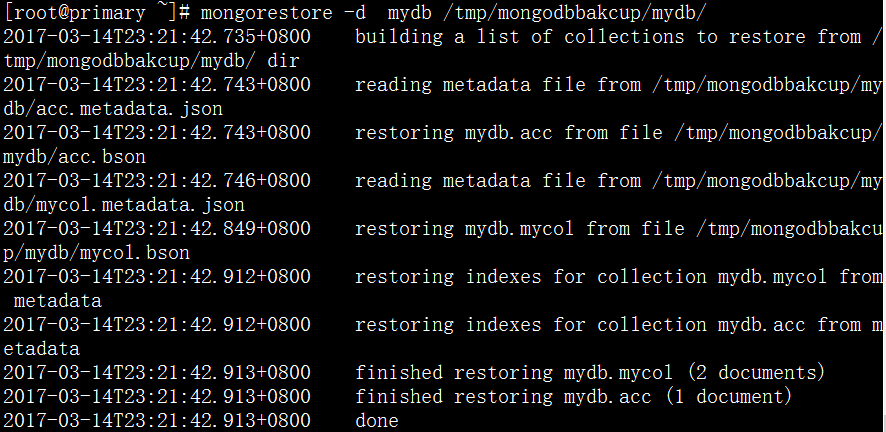 [root@primary ~]# mongorestore -d  mydb /tmp/mongodbbakcup/mydb/
2017-03-14T23:21:42.735+0800    building a list of collections to restore from /
tmp/mongodbbakcup/mydb/ dir
2017-03-14T23:21:42.743+0800    reading metadata file from /tmp/mongodbbakcup/my
db/acc.metadata.json
2017-03-14T23:21:42.743+0800    restoring mydb.acc from file /tmp/mongodbbakcup/
mydb/acc.bson
2017-03-14T23:21:42.746+0800    reading metadata file from /tmp/mongodbbakcup/my
db/mycol.metadata.json
2017-03-14T23:21:42.849+0800    restoring mydb.mycol from file /tmp/mongodbbakcu
p/mydb/mycol.bson
2017-03-14T23:21:42.912+0800    restoring indexes for collection mydb.mycol from
 metadata
2017-03-14T23:21:42.912+0800    restoring indexes for collection mydb.acc from m
etadata
2017-03-14T23:21:42.913+0800    finished restoring mydb.mycol (2 documents)
2017-03-14T23:21:42.913+0800    finished restoring mydb.acc (1 document)
2017-03-14T23:21:42.913+0800    done